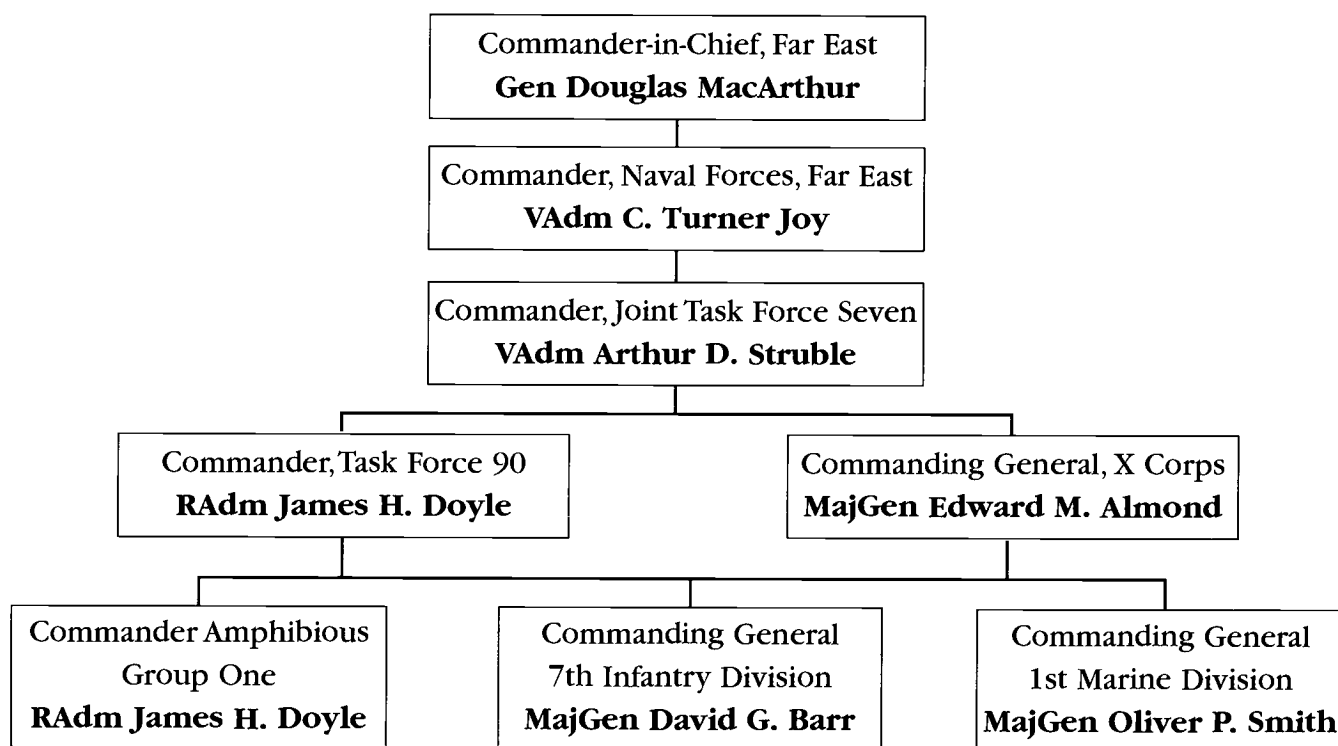 Commander-in-Chief, Far East
Gen Douglas MacArthur
Commander, Naval Forces, Far East
VAdm C. Turner Joy
Commander, Joint Task Force Seven
VAdm Arthur D. Struble
Commander, Task Force 90
RAdm James H. Doyle
Commanding General, X Corps
MajGen Edward M. Almond
Commander Amphibious
Group One
RAdm James H. Doyle
Commanding General
7th Infantry Division
MajGen David G. Barr
Commanding General
1st Marine Division
MajGen Oliver P. Smith